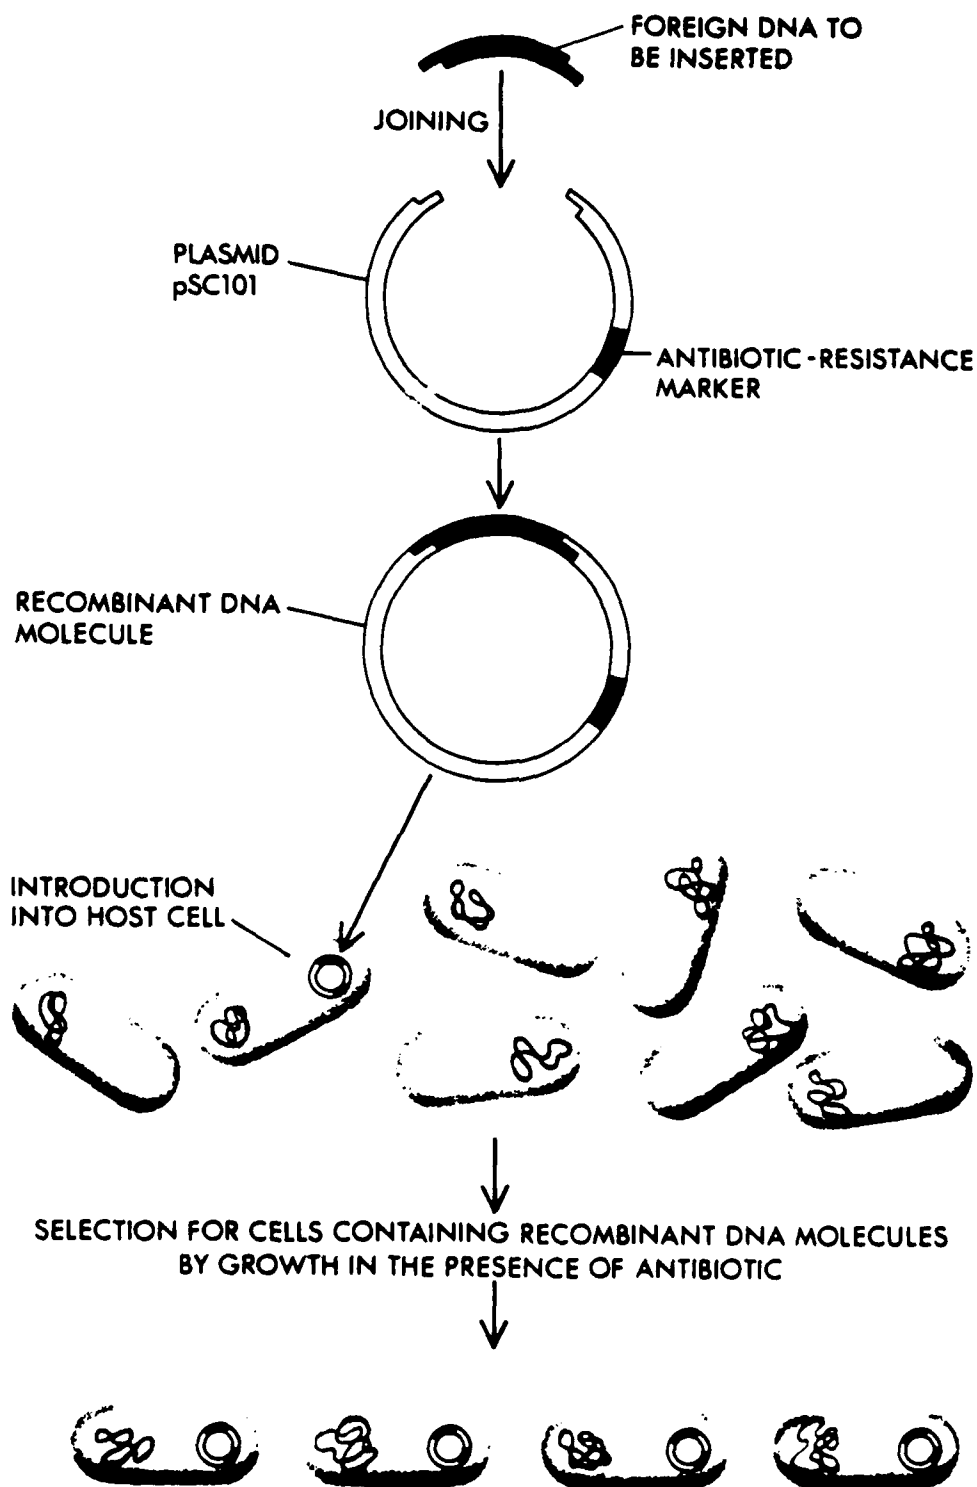 FOREIGN DNA TO
BE INSERTED
JOINING
PLASMID
pSC101
ANTIBIOTIC-RESISTANCE
MARKER
RECOMBINANT DNA
MOLECULE
INTRODUCTION
INTO HOST CELL
SELECTION FOR CELLS CONTAINING RECOMBINANT DNA MOLECULES
BY GROWTH IN THE PRESENCE OF ANTIBIOTIC